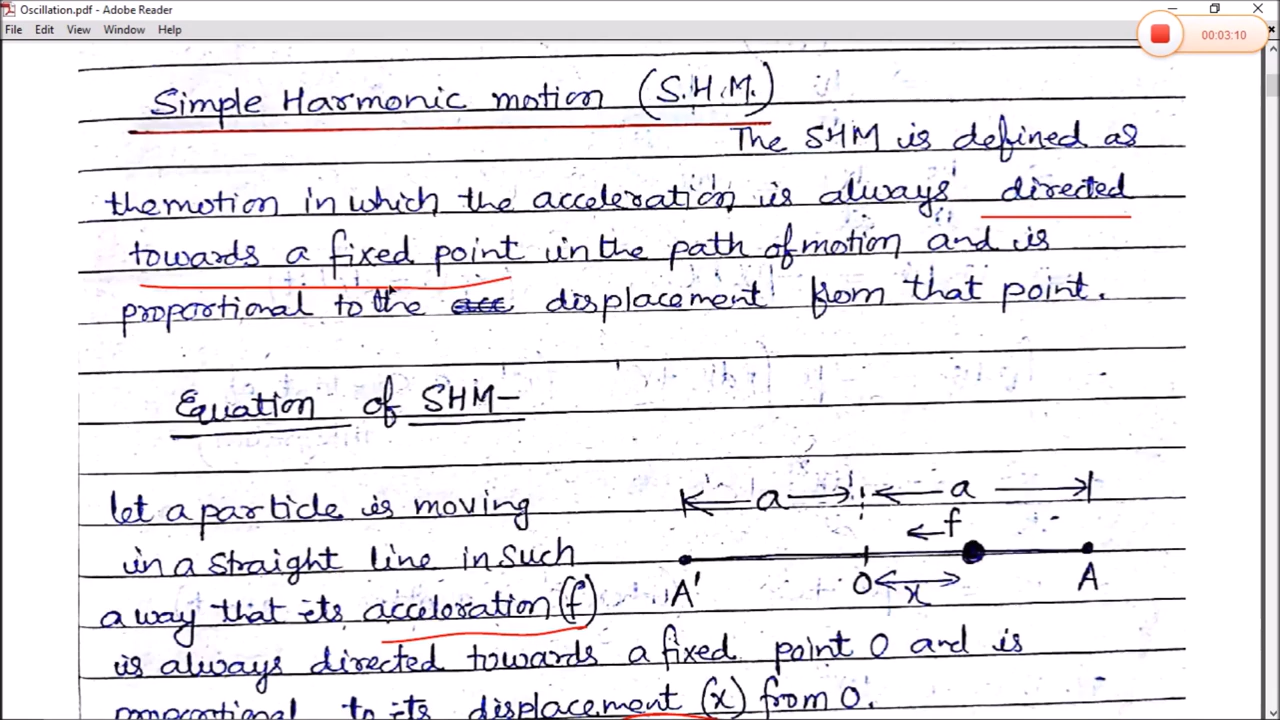 Oscillation.pdf - Adobe Reader
File Edit View Window Help
00:03:10
Simple Harmonic motion (S.H.M.)
The SHM is defined as
the motion in which the acceleration is always directed
towards a fixed point in the path of motion and is
proportional to the acc displacement from that point.
Equation of SHM-
let a particle is moving
in a straight line in such
a way that its acceleration (f)
is always directed towards a fixed point O and is
proportional to its displacement (x) from O.
a a
f
A' O x A